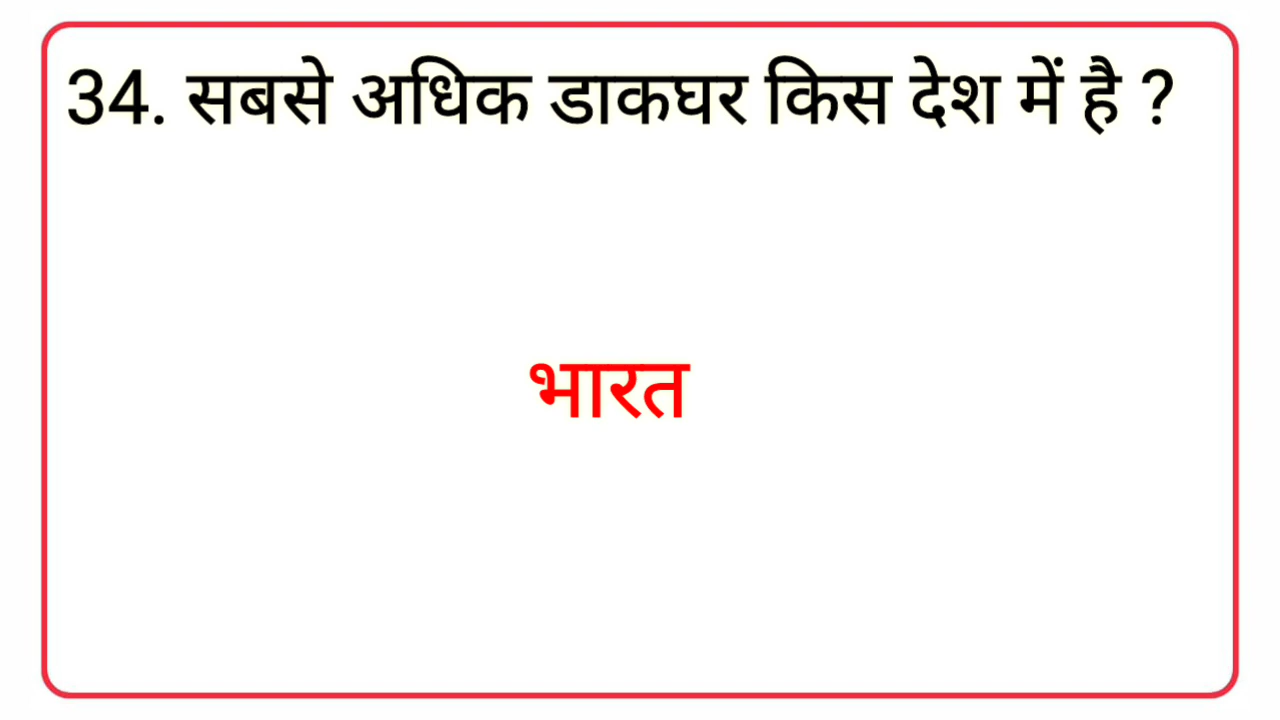 34. सबसे अधिक डाकघर किस देश में है ?
भारत